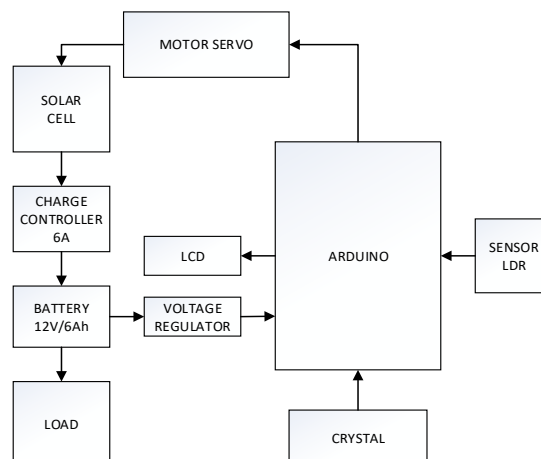 MOTOR SERVO
SOLAR
CELL
CHARGE
CONTROLLER
6A
LCD
ARDUINO
SENSOR
LDR
BATTERY
12V/6Ah
VOLTAGE
REGULATOR
LOAD
CRYSTAL